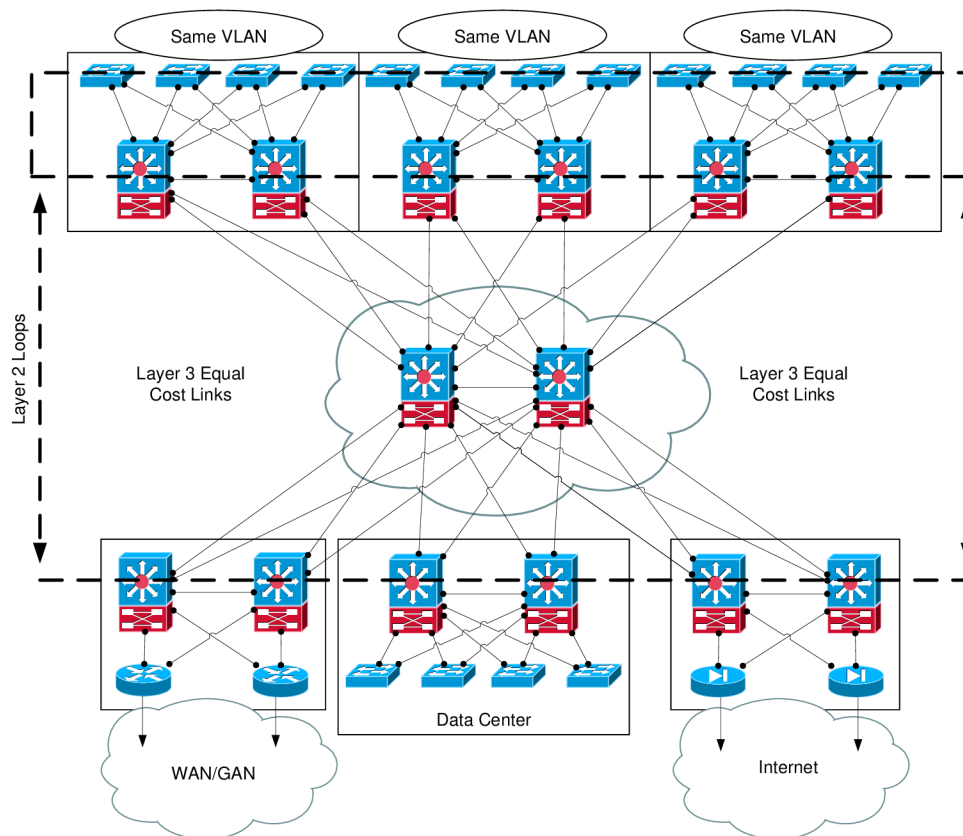 Same VLAN
Same VLAN
Same VLAN
Layer 2 Loops
Layer 3 Equal
Cost Links
Layer 3 Equal
Cost Links
Data Center
WAN/GAN
Internet